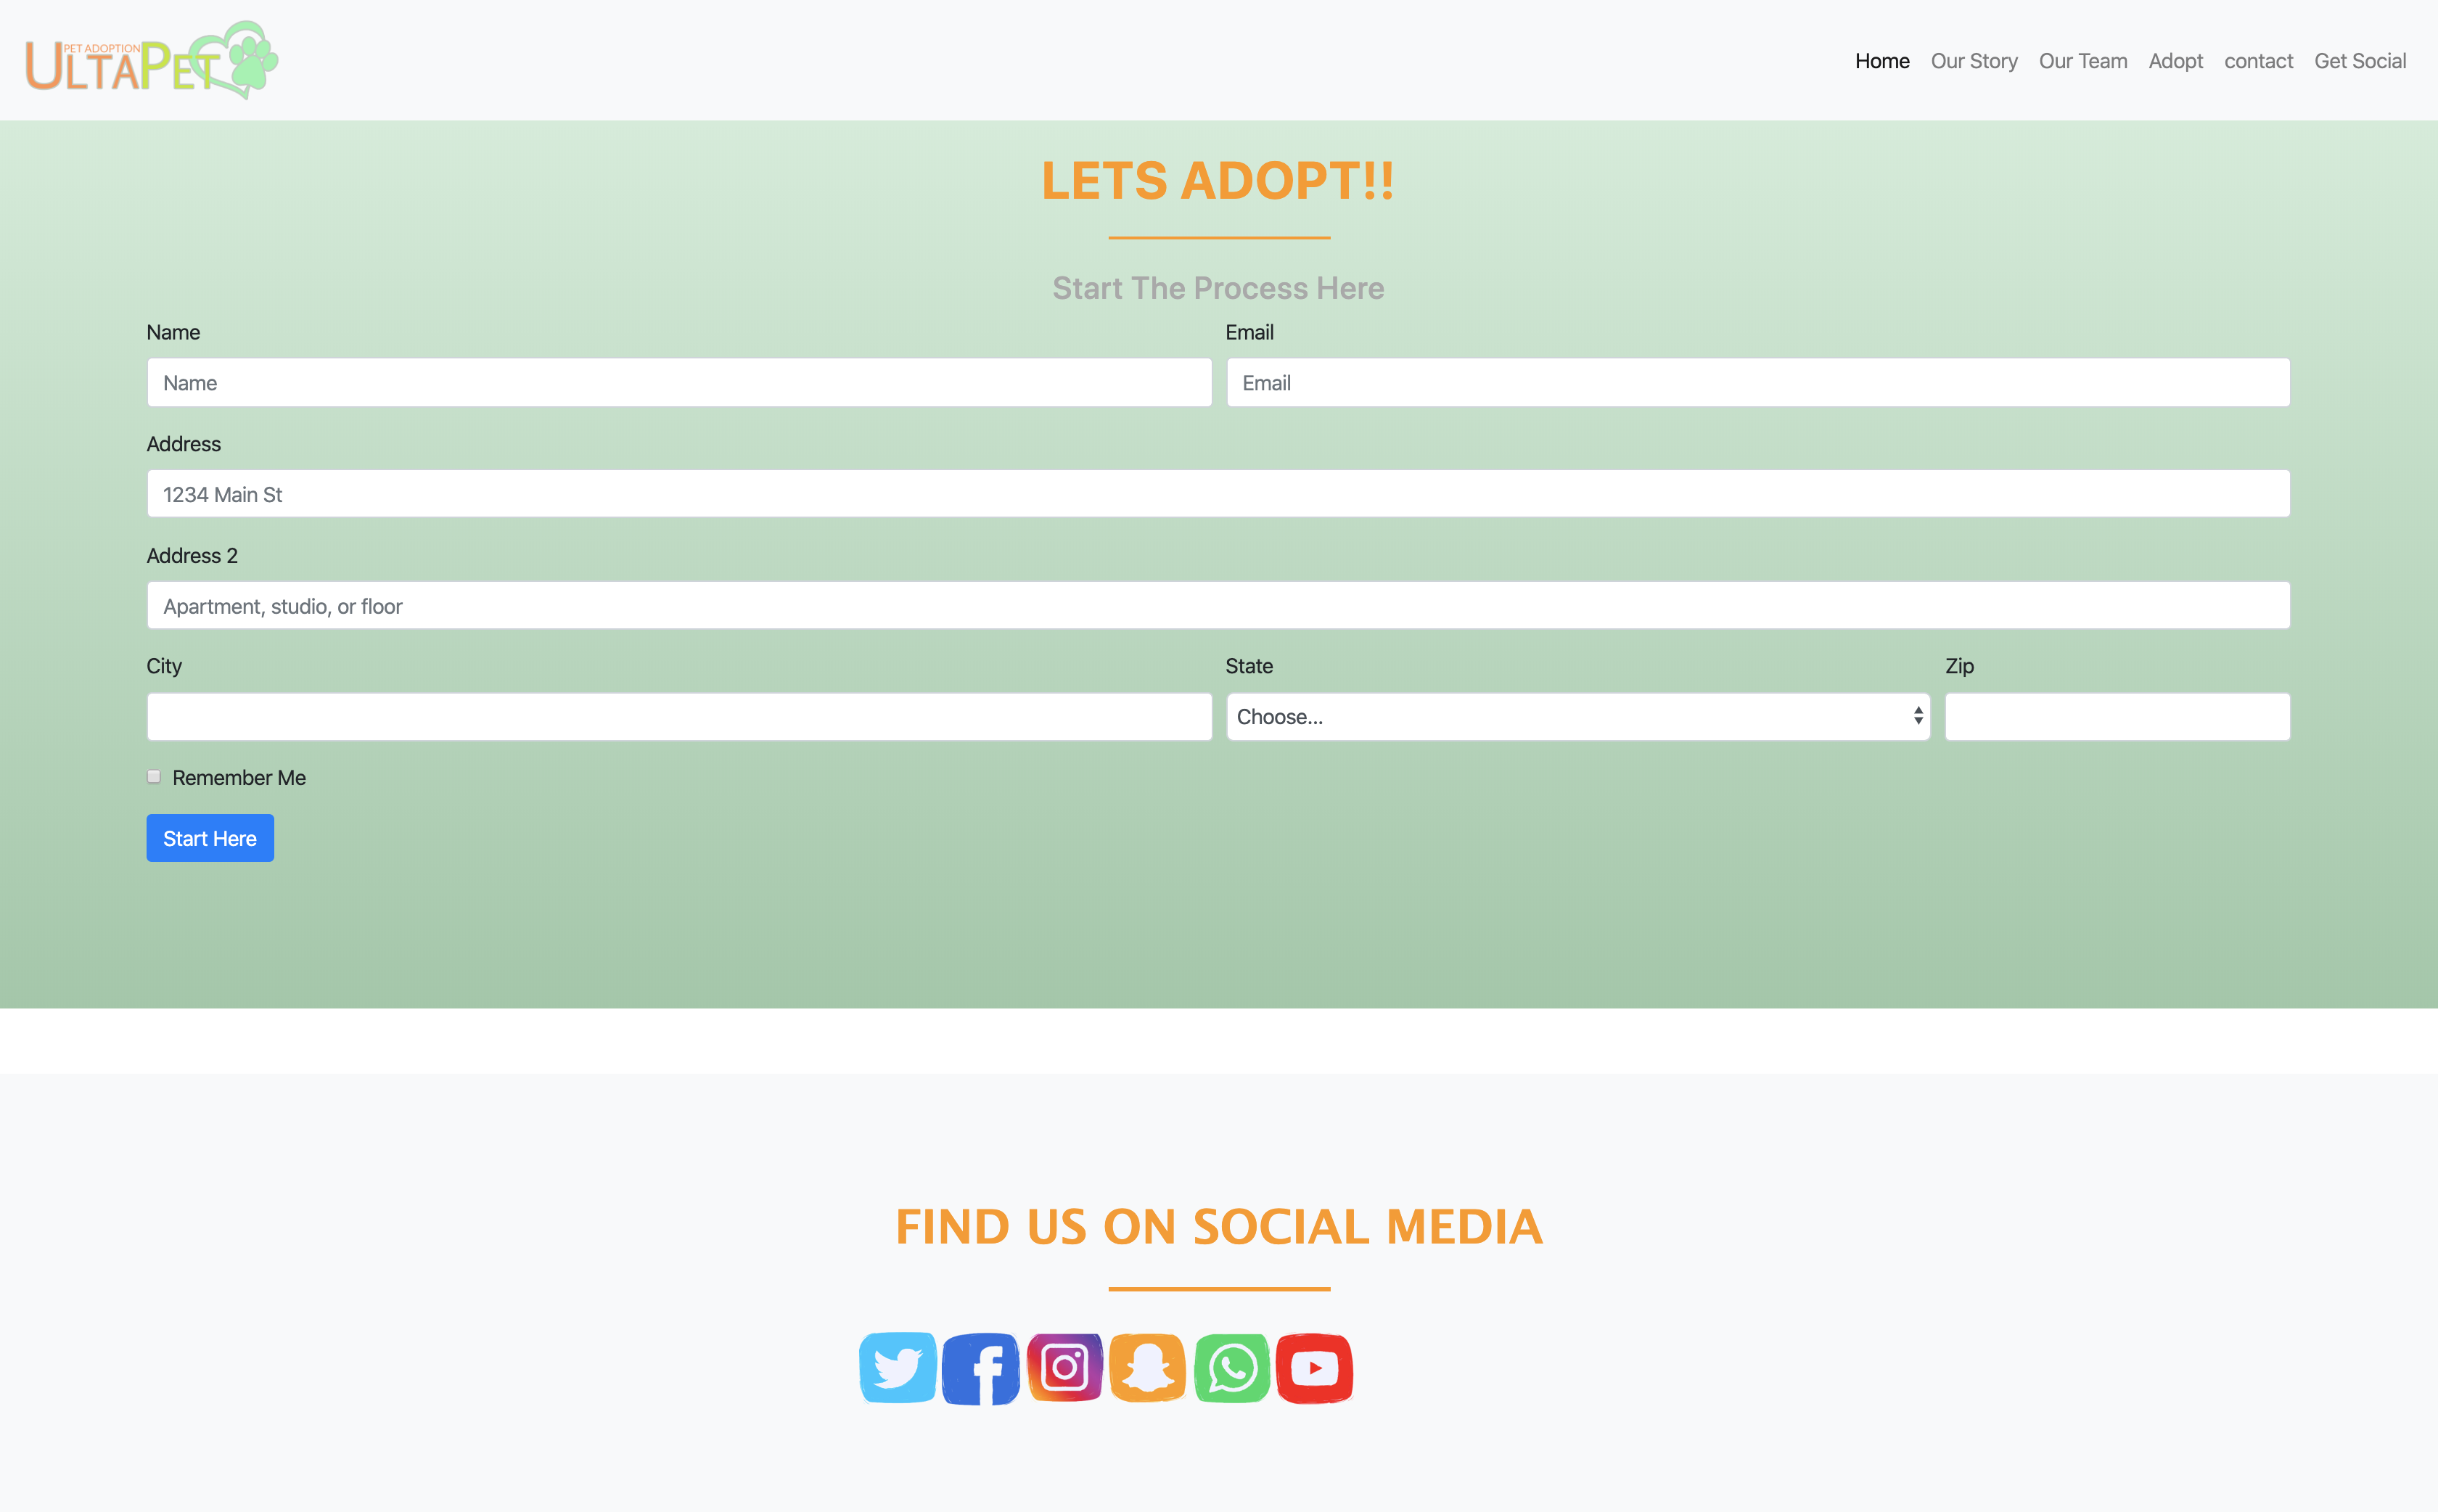 PET ADOPTION
ULTAPET
Home Our Story Our Team Adopt contact Get Social
LETS ADOPT!!
Start The Process Here
Name Email
Name Email
Address
1234 Main St
Address 2
Apartment, studio, or floor
City State Zip
Choose...
Remember Me
Start Here
FIND US ON SOCIAL MEDIA